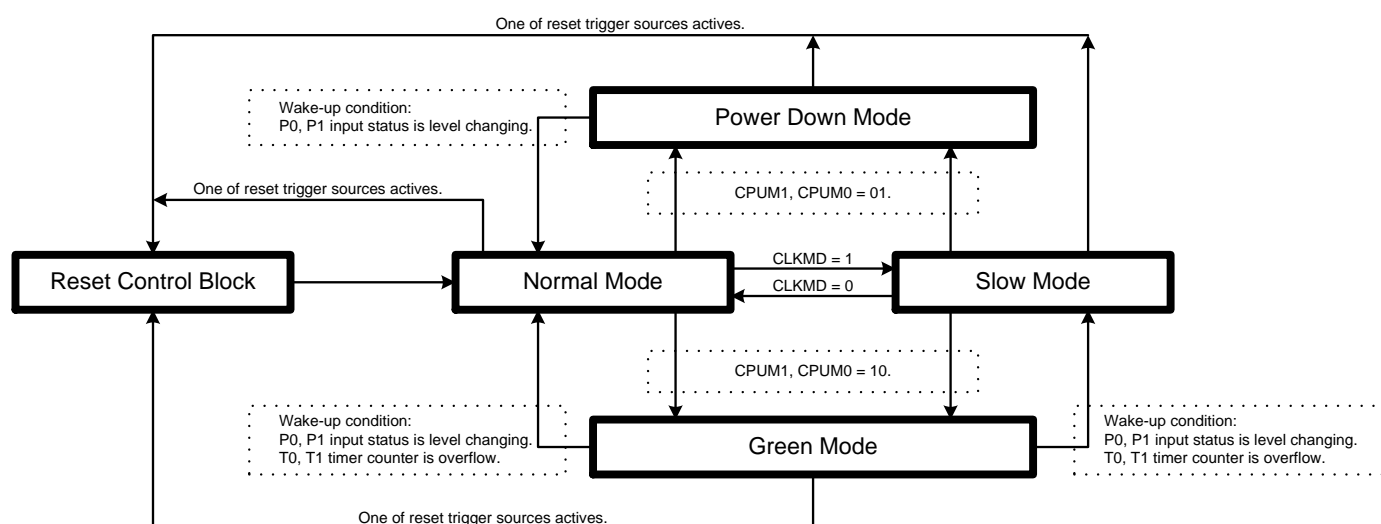 One of reset trigger sources actives.
Wake-up condition:
P0, P1 input status is level changing.
Power Down Mode
One of reset trigger sources actives.
CPUM1, CPUM0 = 01.
Reset Control Block
Normal Mode
CLKMD = 1
CLKMD = 0
Slow Mode
CPUM1, CPUM0 = 10.
Wake-up condition:
P0, P1 input status is level changing.
T0, T1 timer counter is overflow.
Green Mode
Wake-up condition:
P0, P1 input status is level changing.
T0, T1 timer counter is overflow.
One of reset trigger sources actives.